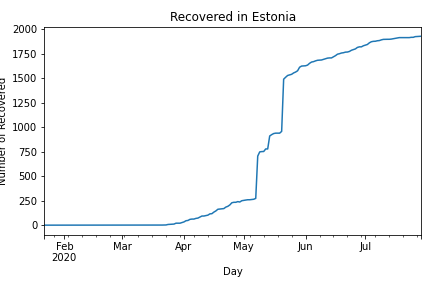 Recovered in Estonia
Number of Recovered
2000
1750
1500
1250
1000
750
500
250
0
Feb
2020
Mar
Apr
May
Jun
Jul
Day